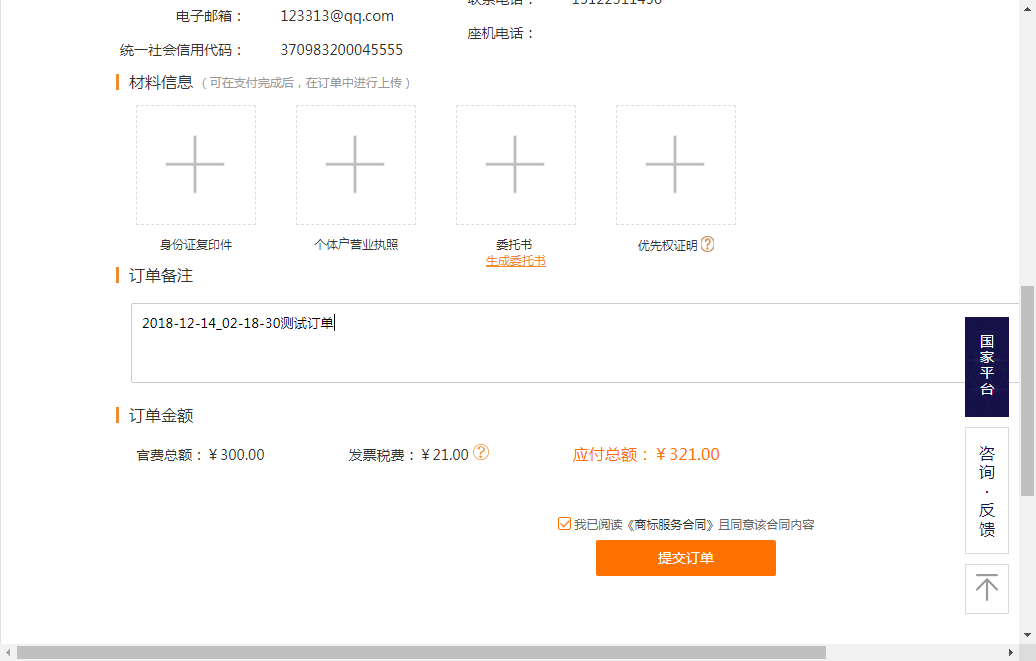 电子邮箱： 123313@qq.com
座机电话：
统一社会信用代码： 370983200045555
材料信息（可在支付完成后，在订单中进行上传）
身份证复印件
个体户营业执照
委托书
生成委托书
优先权证明?
订单备注
2018-12-14_02-18-30测试订单
订单金额
官费总额：￥300.00 发票税费：￥21.00 ? 应付总额：￥321.00
我已阅读《商标服务合同》且同意该合同内容
提交订单
国家平台
咨询·反馈